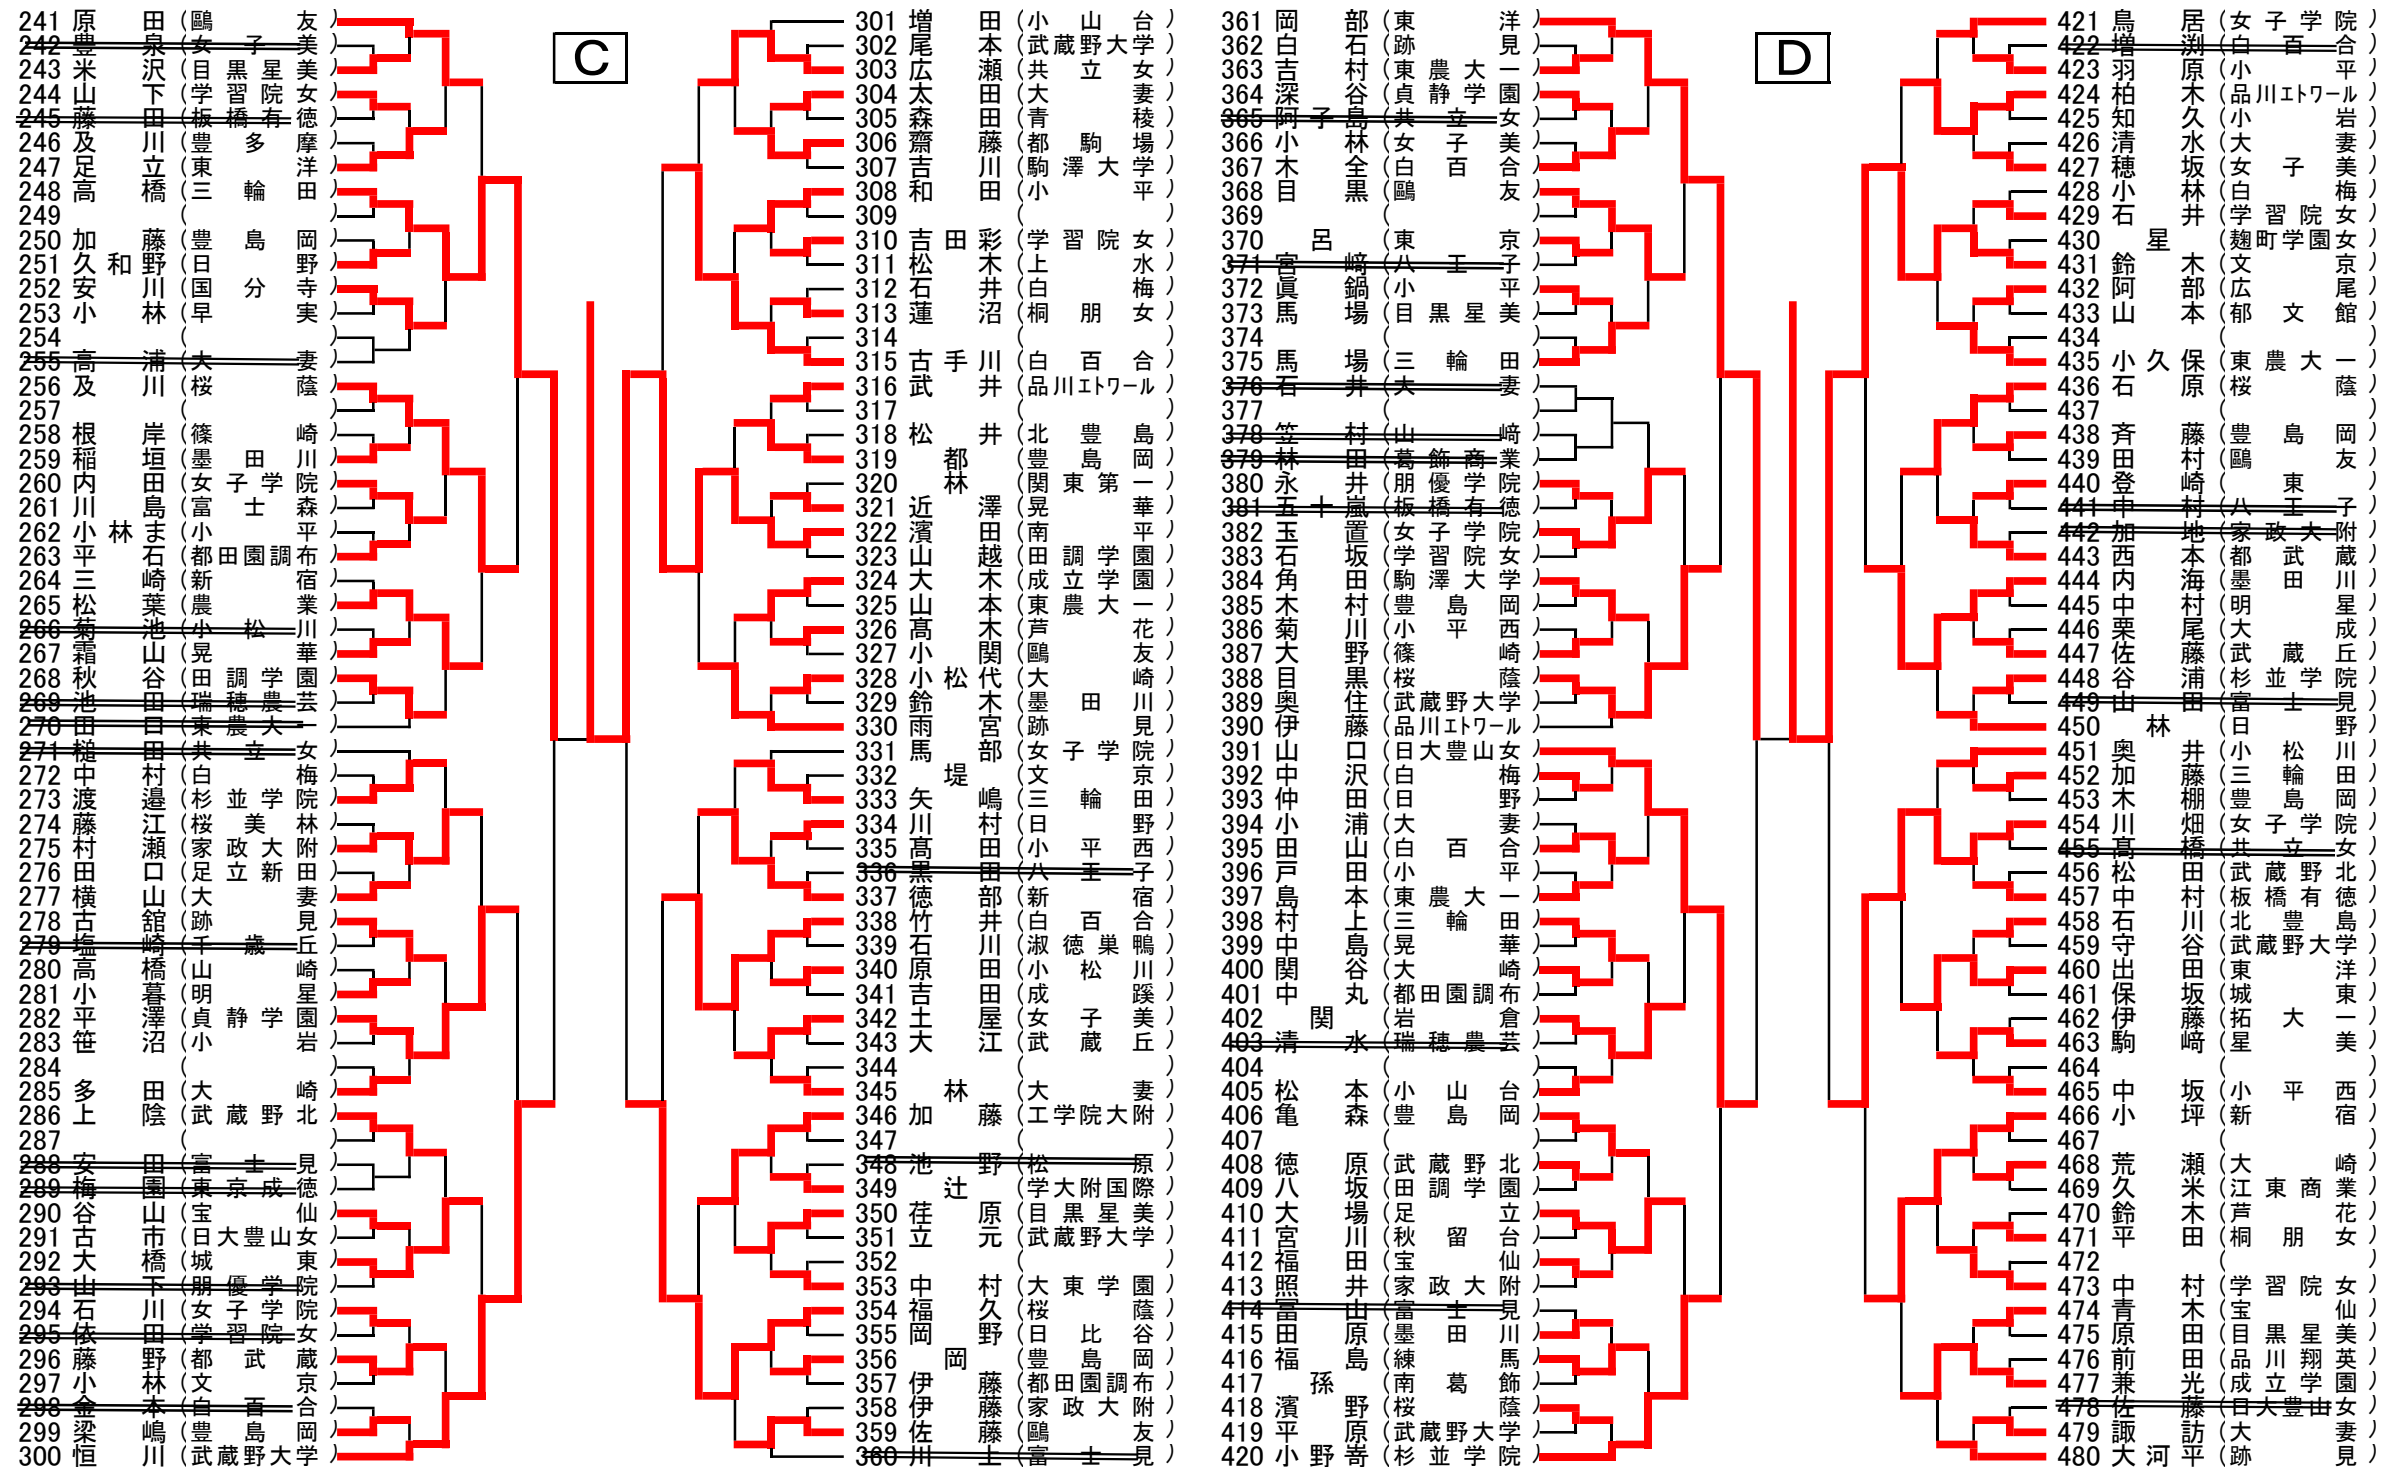 C
241 原田 (鷗友)
242 豊泉 (女子美)
243 米沢 (目黒星美)
244 山下 (学習院女)
245 藤田 (板橋有徳)
246 及川 (豊多摩)
247 足立 (東洋)
248 高橋 (三輪田)
249 ( )
250 加藤 (豊島岡)
251 久和野 (日野)
252 安川 (国分寺)
253 小林 (早実)
254 ( )
255 高浦 (大妻)
256 及川 (桜蔭)
257 ( )
258 根岸 (篠崎)
259 稲垣 (墨田川)
260 内田 (女子学院)
261 川島 (富士森)
262 小林ま (小平)
263 平石 (都田園調布)
264 三崎 (新宿)
265 松葉 (農業)
266 菊池 (小松川)
267 霜山 (晃華)
268 秋谷 (田調学園)
269 池田 (瑞穂農芸)
270 田口 (東農大一)
271 槌田 (共立女)
272 中村 (白梅)
273 渡邉 (杉並学院)
274 藤江 (桜美林)
275 村瀬 (家政大附)
276 田口 (足立新田)
277 横山 (大妻)
278 古舘 (跡見)
279 塩崎 (千歳丘)
280 高橋 (山崎)
281 小暮 (明星)
282 平澤 (貞静学園)
283 笹沼 (小岩)
284 ( )
285 多田 (大崎)
286 上陰 (武蔵野北)
287 ( )
288 安田 (富士見)
289 梅園 (東京成徳)
290 谷山 (宝仙)
291 古市 (日大豊山女)
292 大橋 (城東)
293 山下 (朋優学院)
294 石川 (女子学院)
295 依田 (学習院女)
296 藤野 (都武蔵)
297 小林 (文京)
298 金本 (白百合)
299 梁嶋 (豊島岡)
300 恒川 (武蔵野大学)
301 増田 (小山台)
302 尾本 (武蔵野大学)
303 広瀬 (共立女)
304 太田 (大妻)
305 森田 (青稜)
306 齋藤 (都駒場)
307 吉川 (駒澤大学)
308 和田 (小平)
309 ( )
310 吉田彩 (学習院女)
311 松木 (上水)
312 石井 (白梅)
313 蓮沼 (桐朋女)
314 ( )
315 古手川 (白百合)
316 武井 (品川エトワール)
317 ( )
318 松井 (北豊島)
319 都 (豊島岡)
320 林 (関東第一)
321 近澤 (晃華)
322 濱田 (南平)
323 山越 (田調学園)
324 大木 (成立学園)
325 山本 (東農大一)
326 髙木 (芦花)
327 小関 (鷗友)
328 小松代 (大崎)
329 鈴木 (墨田川)
330 雨宮 (跡見)
331 馬部 (女子学院)
332 堤 (文京)
333 矢嶋 (三輪田)
334 川村 (日野)
335 髙田 (小平西)
336 黒田 (八王子)
337 徳部 (新宿)
338 竹井 (白百合)
339 石川 (淑徳巣鴨)
340 原田 (小松川)
341 吉田 (成蹊)
342 土屋 (女子美)
343 大江 (武蔵丘)
344 ( )
345 林 (大妻)
346 加藤 (工学院大附)
347 ( )
348 池野 (松原)
349 辻 (学大附国際)
350 荏原 (目黒星美)
351 立元 (武蔵野大学)
352 ( )
353 中村 (大東学園)
354 福久 (桜蔭)
355 岡野 (日比谷)
356 岡 (豊島岡)
357 伊藤 (都田園調布)
358 伊藤 (家政大附)
359 佐藤 (鷗友)
360 川上 (富士見)
D
361 岡部 (東洋)
362 白石 (跡見)
363 吉村 (東農大一)
364 深谷 (貞静学園)
365 阿子島 (共立女)
366 小林 (女子美)
367 木全 (白百合)
368 目黒 (鷗友)
369 ( )
370 呂 (東京)
371 宮﨑 (八王子)
372 眞鍋 (小平)
373 馬場 (目黒星美)
374 ( )
375 馬場 (三輪田)
376 石井 (大妻)
377 ( )
378 笠村 (山﨑)
379 林田 (葛飾商業)
380 永井 (朋優学院)
381 五十嵐 (板橋有徳)
382 玉置 (女子学院)
383 石坂 (学習院女)
384 角田 (駒澤大学)
385 木村 (豊島岡)
386 菊川 (小平西)
387 大野 (篠崎)
388 目黒 (桜蔭)
389 奥住 (武蔵野大学)
390 伊藤 (品川エトワール)
391 山口 (日大豊山女)
392 中沢 (白梅)
393 仲田 (日野)
394 小浦 (大妻)
395 田山 (白百合)
396 戸田 (小平)
397 島本 (東農大一)
398 村上 (三輪田)
399 中島 (晃華)
400 関谷 (大崎)
401 中丸 (都田園調布)
402 関 (岩倉)
403 清水 (瑞穂農芸)
404 ( )
405 松本 (小山台)
406 亀森 (豊島岡)
407 ( )
408 徳原 (武蔵野北)
409 八坂 (田調学園)
410 大場 (足立)
411 宮川 (秋留台)
412 福田 (宝仙)
413 照井 (家政大附)
414 冨山 (富士見)
415 田原 (墨田川)
416 福島 (練馬)
417 孫 (南葛飾)
418 濱野 (桜蔭)
419 平原 (武蔵野大学)
420 小野嵜 (杉並学院)
421 鳥居 (女子学院)
422 増渕 (白百合)
423 羽原 (小平)
424 柏木 (品川エトワール)
425 知久 (小岩)
426 清水 (大妻)
427 穂坂 (女子美)
428 小林 (白梅)
429 石井 (学習院女)
430 星 (麹町学園女)
431 鈴木 (文京)
432 阿部 (広尾)
433 山本 (郁文館)
434 ( )
435 小久保 (東農大一)
436 石原 (桜蔭)
437 ( )
438 斉藤 (豊島岡)
439 田村 (鷗友)
440 登崎 (東)
441 中村 (八王子)
442 加地 (家政大附)
443 西本 (都武蔵)
444 内海 (墨田川)
445 中村 (明星)
446 栗尾 (大成)
447 佐藤 (武蔵丘)
448 谷浦 (杉並学院)
449 山田 (富士見)
450 林 (日野)
451 奥井 (小松川)
452 加藤 (三輪田)
453 木棚 (豊島岡)
454 川畑 (女子学院)
455 髙橋 (共立女)
456 松田 (武蔵野北)
457 中村 (板橋有徳)
458 石川 (北豊島)
459 守谷 (武蔵野大学)
460 出田 (東洋)
461 保坂 (城東)
462 伊藤 (拓大一)
463 駒﨑 (星美)
464 ( )
465 中坂 (小平西)
466 小坪 (新宿)
467 ( )
468 荒瀬 (大崎)
469 久米 (江東商業)
470 鈴木 (芦花)
471 平田 (桐朋女)
472 ( )
473 中村 (学習院女)
474 青木 (宝仙)
475 原田 (目黒星美)
476 前田 (品川翔英)
477 兼光 (成立学園)
478 佐藤 (日大豊山女)
479 諏訪 (大妻)
480 大河平 (跡見)